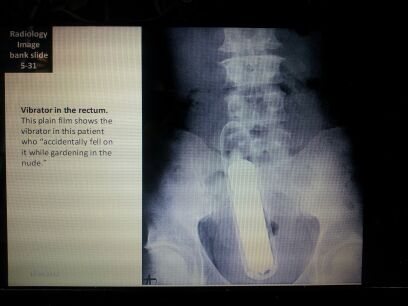 Radiology
Image
bank slide
5-31
Vibrator in the rectum.
This plain film shows the
vibrator in this patient
who "accidentally fell on
it while gardening in the
nude."